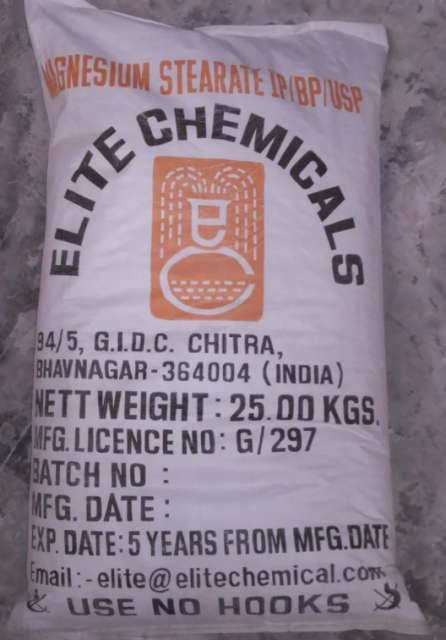 MAGNESIUM STEARATE IP/BP/USP
ELITE CHEMICALS
94/5, G.I.D.C. CHITRA,
BHAVNAGAR-364004 (INDIA)
NETT WEIGHT : 25.00 KGS.
MFG. LICENCE NO: G/297
BATCH NO :
MFG. DATE :
EXP. DATE: 5 YEARS FROM MFG.DATE
Email :- elite@elitechemical.com
USE NO HOOKS